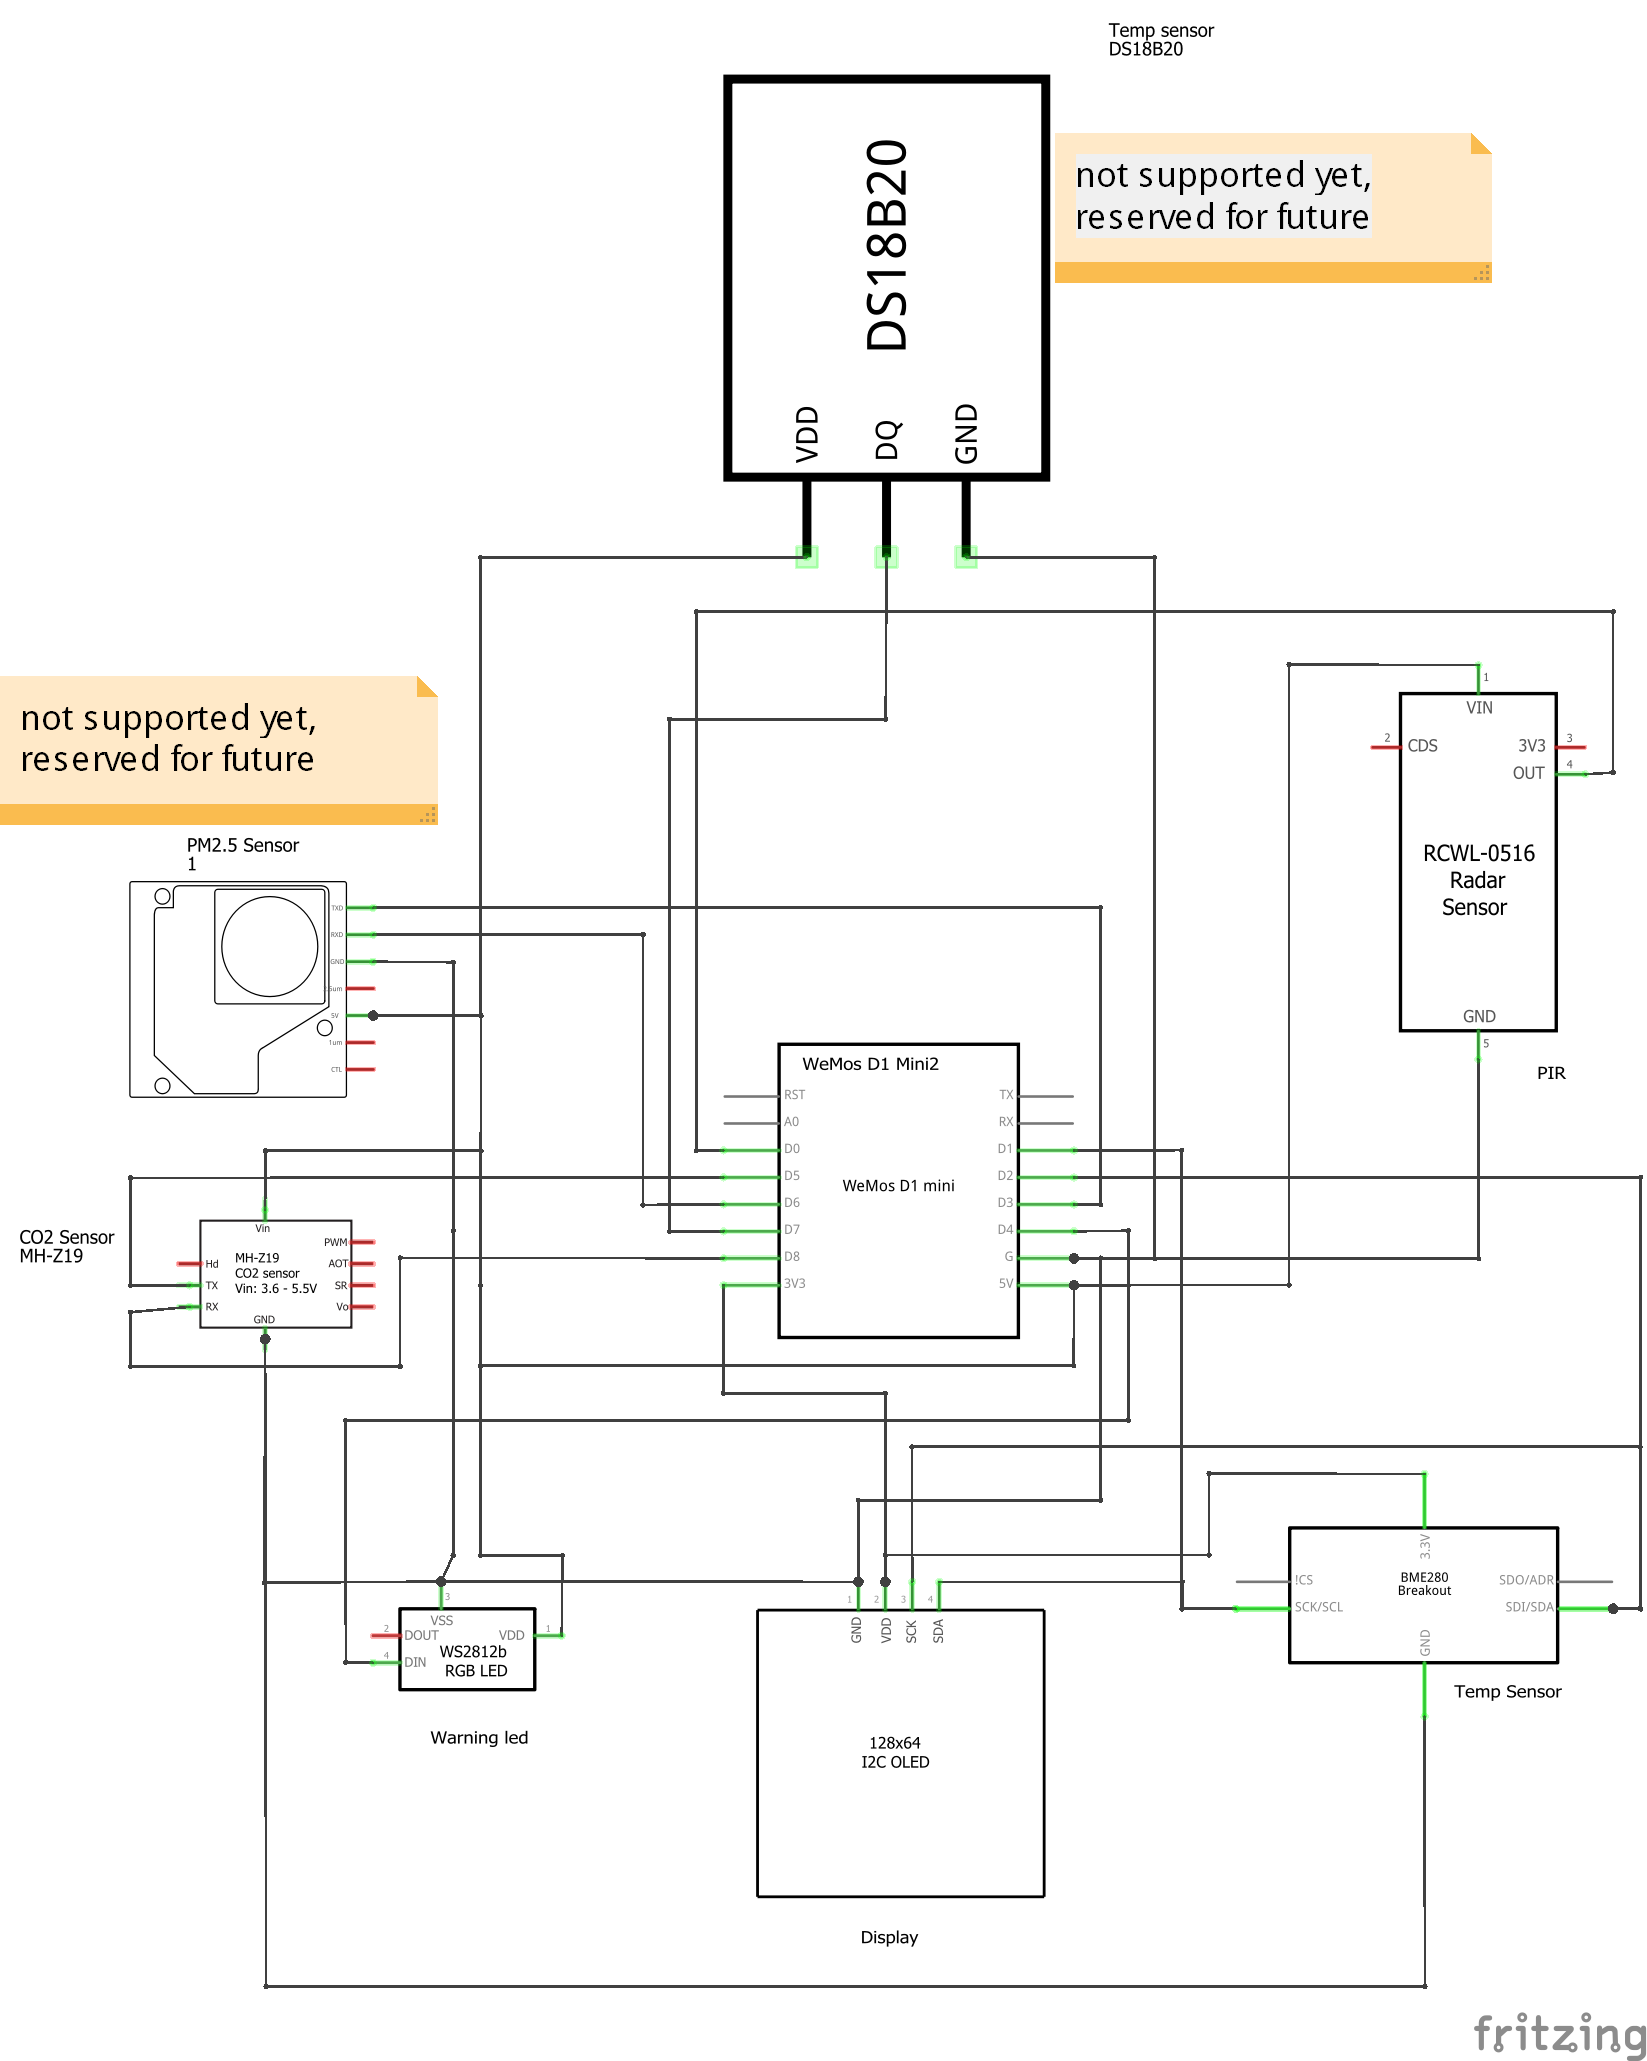 Temp sensor
DS18B20
DS18B20
not supported yet,
reserved for future
VDD
DQ
GND
not supported yet,
reserved for future
1
VIN
2
CDS
3V3
3
OUT
4
RCWL-0516
Radar
Sensor
GND
5
PIR
PM2.5 Sensor
1
TXD
RXD
GND
5V
1um
CTL
WeMos D1 Mini2
RST
A0
D0
D5
D6
D7
D8
3V3
WeMos D1 mini
TX
RX
D1
D2
D3
D4
G
5V
CO2 Sensor
MH-Z19
Vin
Hd
TX
RX
MH-Z19
CO2 sensor
Vin: 3.6 - 5.5V
PWM
AOT
SR
Vo
GND
3
VSS
2
DOUT
VDD
1
WS2812b
RGB LED
4
DIN
Warning led
1
2
3
4
GND
VDD
SCK
SDA
128x64
I2C OLED
Display
3.3V
!CS
BME280
Breakout
SDO/ADR
SCK/SCL
SDI/SDA
GND
Temp Sensor
fritzing